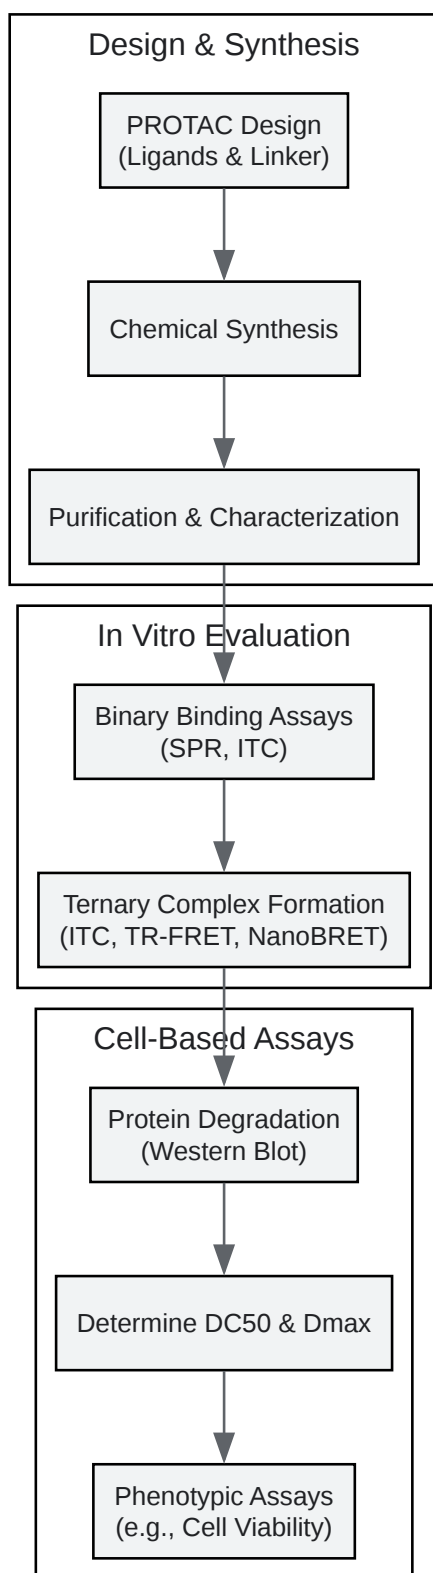 Design & Synthesis
PROTAC Design
(Ligands & Linker)
Chemical Synthesis
Purification & Characterization
In Vitro Evaluation
Binary Binding Assays
(SPR, ITC)
Ternary Complex Formation
(ITC, TR-FRET, NanoBRET)
Cell-Based Assays
Protein Degradation
(Western Blot)
Determine DC50 & Dmax
Phenotypic Assays
(e.g., Cell Viability)